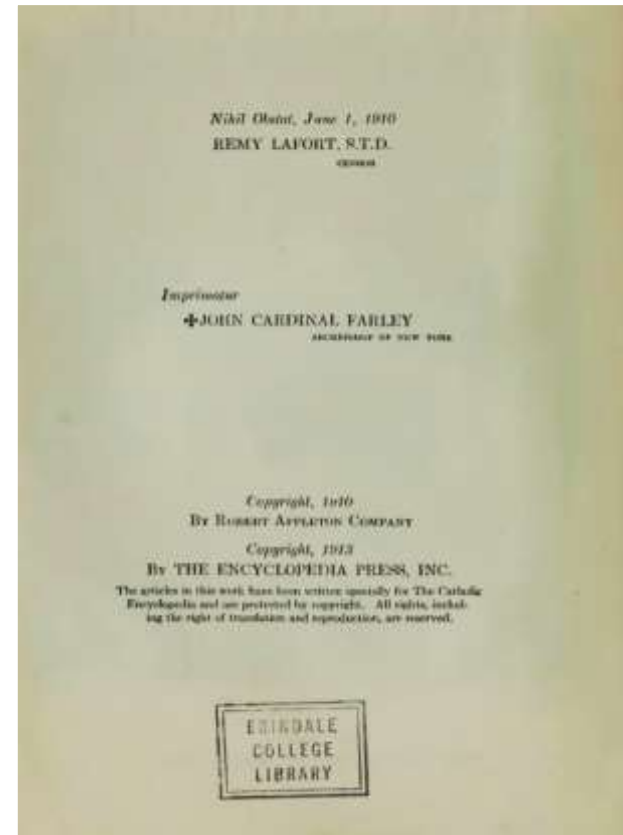 Nihil Obstat, June 1, 1910
REMY LAFORT, S.T.D.
CENSOR
Imprimatur
✠JOHN CARDINAL FARLEY
ARCHBISHOP OF NEW YORK
Copyright, 1910
BY ROBERT APPLETON COMPANY
Copyright, 1913
BY THE ENCYCLOPEDIA PRESS, INC.
The articles in this work have been written specially for The Catholic
Encyclopedia and are protected by copyright. All rights, includ-
ing the right of translation and reproduction, are reserved.
ERINDALE
COLLEGE
LIBRARY